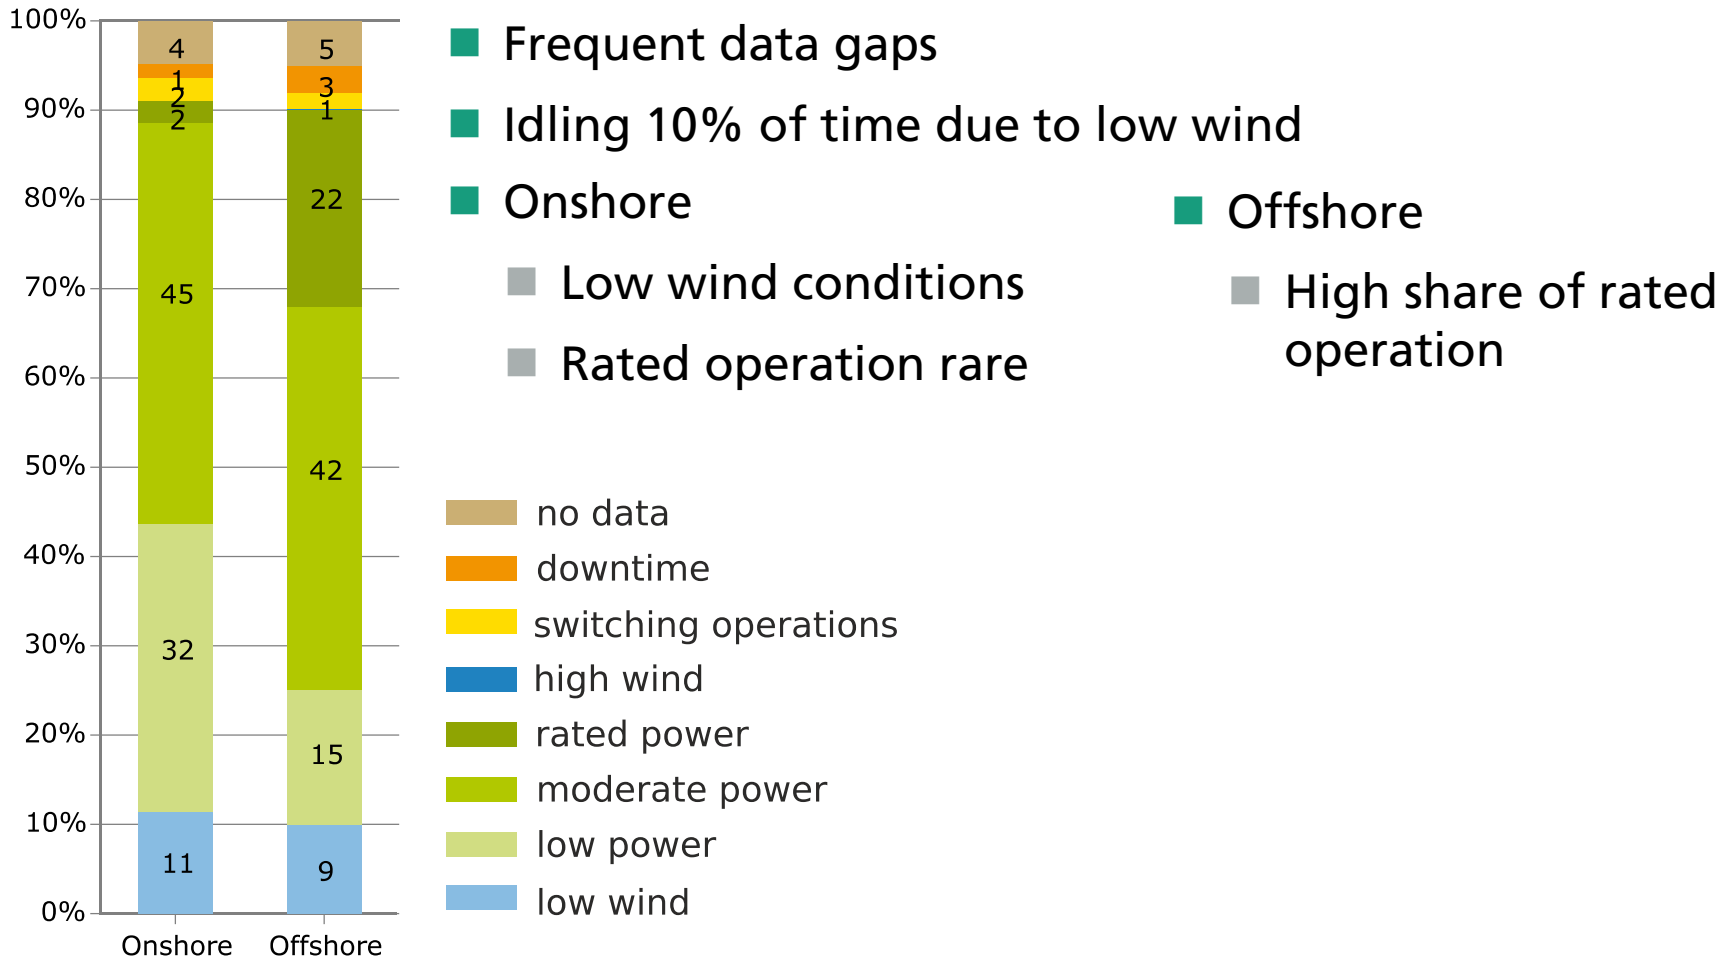 100%
90%
80%
70%
60%
50%
40%
30%
20%
10%
0%
4
1
2
2
45
32
11
5
3
1
22
42
15
9
Onshore
Offshore
Frequent data gaps
Idling 10% of time due to low wind
Onshore
Low wind conditions
Rated operation rare
Offshore
High share of rated
operation
no data
downtime
switching operations
high wind
rated power
moderate power
low power
low wind